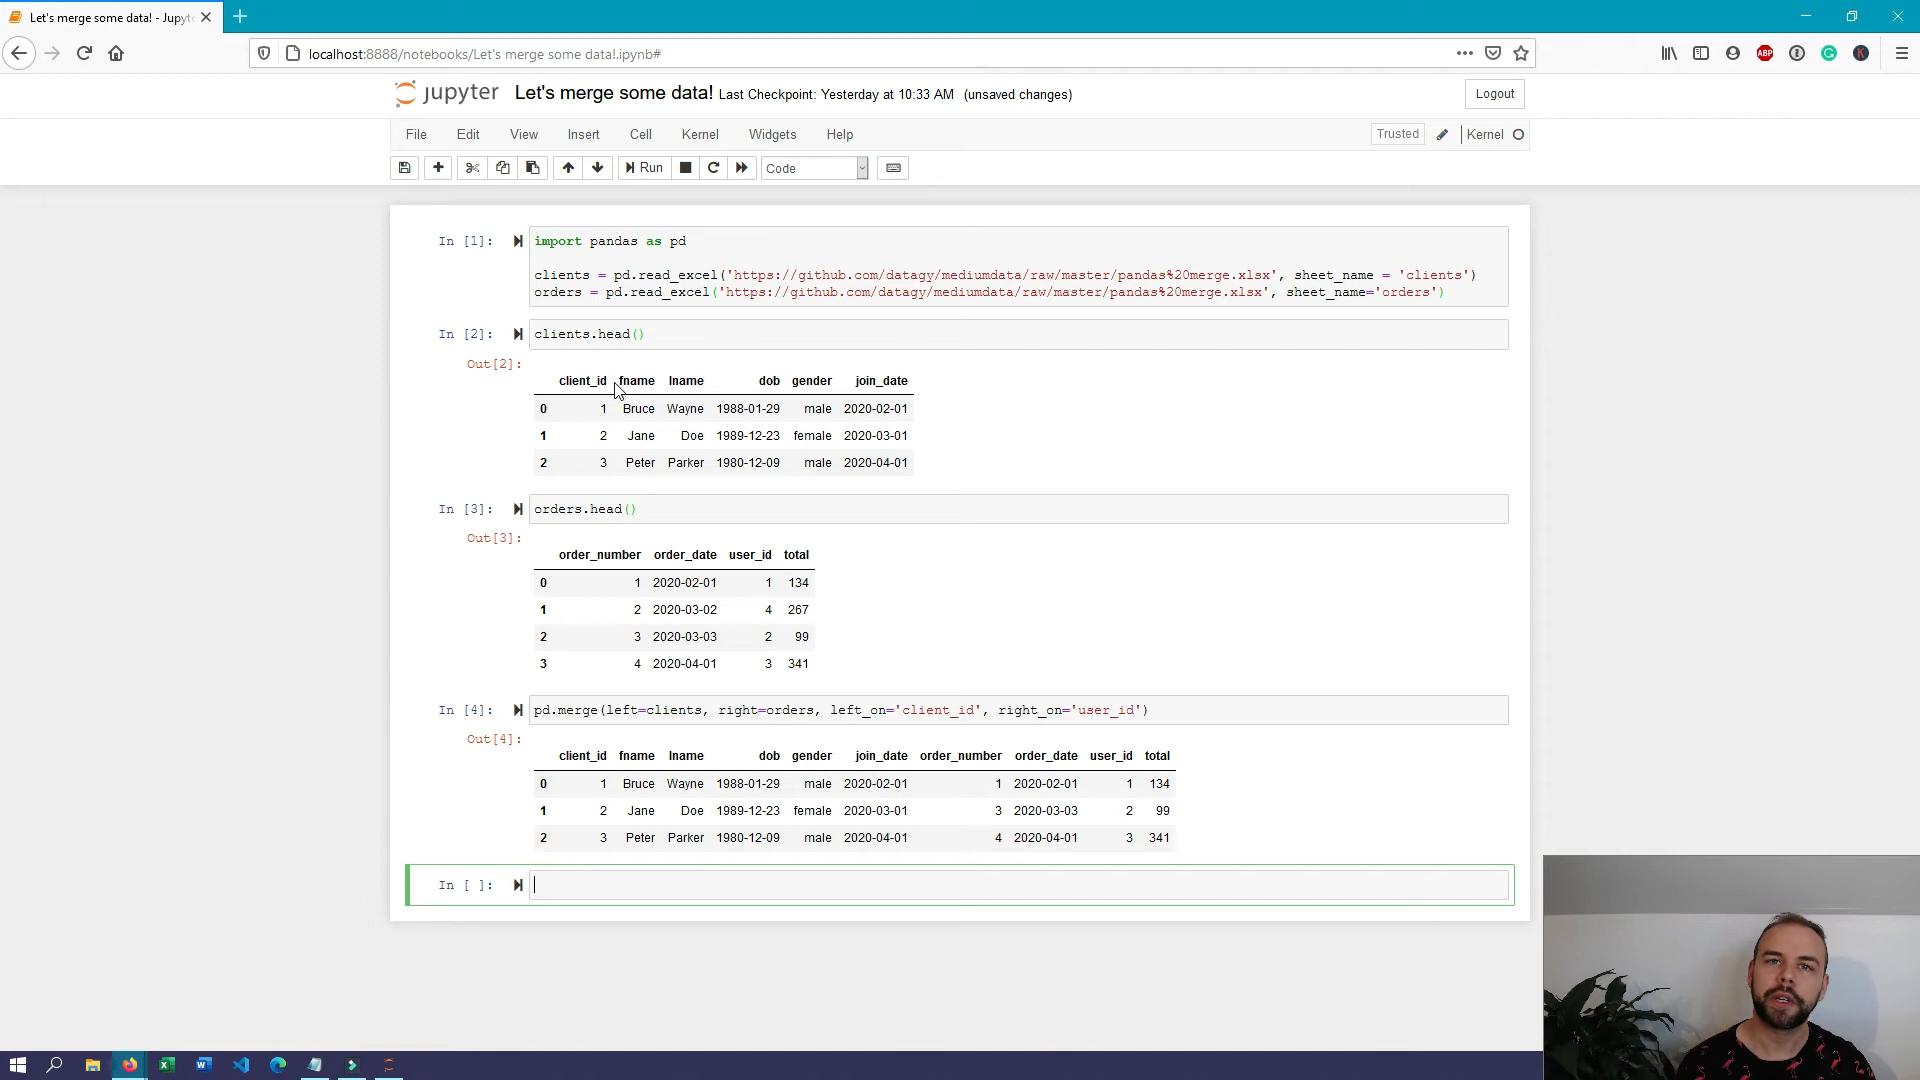 Let's merge some data! - Jupyt
localhost:8888/notebooks/Let's merge some data!.ipynb#
ABP
K
jupyter Let's merge some data! Last Checkpoint: Yesterday at 10:33 AM (unsaved changes)
Logout
File Edit View Insert Cell Kernel Widgets Help
Trusted Kernel
Run Code
In [1]: import pandas as pd
clients = pd.read_excel('https://github.com/datagy/mediumdata/raw/master/pandas%20merge.xlsx', sheet_name = 'clients')
orders = pd.read_excel('https://github.com/datagy/mediumdata/raw/master/pandas%20merge.xlsx', sheet_name='orders')
In [2]: clients.head()
Out[2]:
client_id fname lname dob gender join_date
0 1 Bruce Wayne 1988-01-29 male 2020-02-01
1 2 Jane Doe 1989-12-23 female 2020-03-01
2 3 Peter Parker 1980-12-09 male 2020-04-01
In [3]: orders.head()
Out[3]:
order_number order_date user_id total
0 1 2020-02-01 1 134
1 2 2020-03-02 4 267
2 3 2020-03-03 2 99
3 4 2020-04-01 3 341
In [4]: pd.merge(left=clients, right=orders, left_on='client_id', right_on='user_id')
Out[4]:
client_id fname lname dob gender join_date order_number order_date user_id total
0 1 Bruce Wayne 1988-01-29 male 2020-02-01 1 2020-02-01 1 134
1 2 Jane Doe 1989-12-23 female 2020-03-01 3 2020-03-03 2 99
2 3 Peter Parker 1980-12-09 male 2020-04-01 4 2020-04-01 3 341
In [ ]: